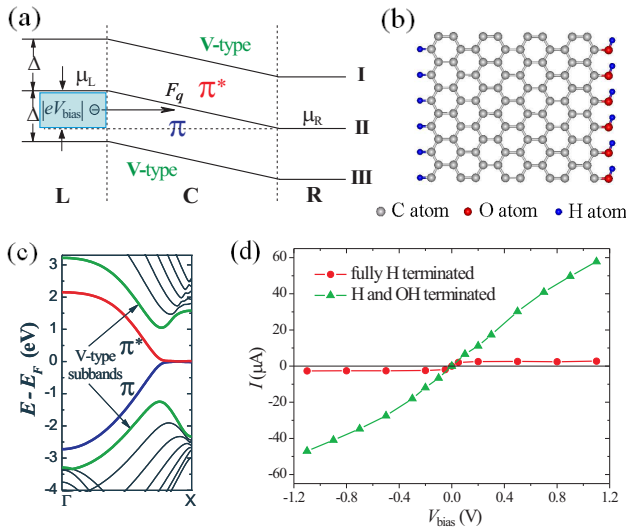 (a)
V-type
Δ
μL
I
Fq
π*
|eVbias| ⊖
Δ
π
μR
II
V-type
III
L
C
R
(b)
C atom
O atom
H atom
(c)
3
2
1
0
-1
-2
-3
-4
E - EF (eV)
V-type
subbands
π*
π
Γ
X
(d)
60
40
20
0
-20
-40
-60
I (μA)
fully H terminated
H and OH terminated
-1.2
-0.8
-0.4
0.0
0.4
0.8
1.2
Vbias (V)